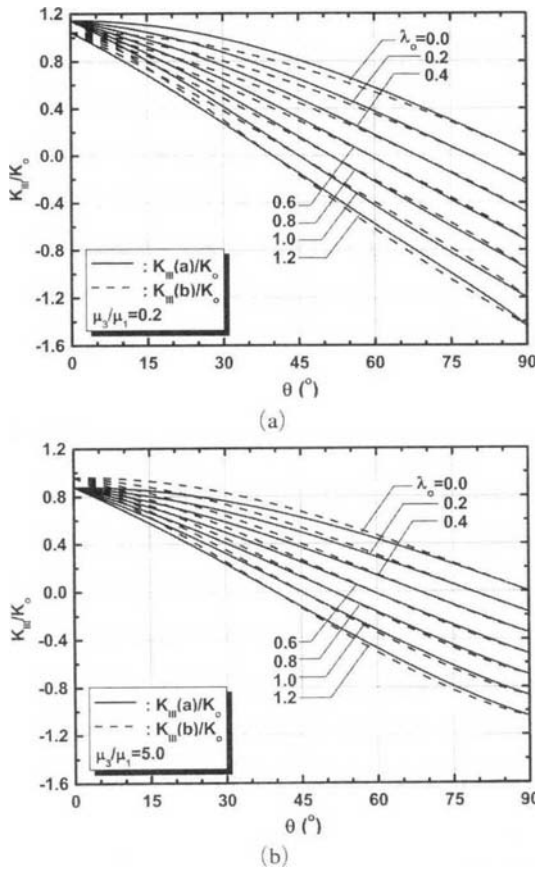 1.2
0.8
0.4
0.0
-0.4
-0.8
-1.2
-1.6
K_III/K_o
λ_o=0.0
0.2
0.4
0.6
0.8
1.0
1.2
: K_III(a)/K_o
: K_III(b)/K_o
μ_3/μ_1=0.2
0 15 30 45 60 75 90
θ (°)
(a)
1.2
0.8
0.4
0.0
-0.4
-0.8
-1.2
-1.6
K_III/K_o
λ_o=0.0
0.2
0.4
0.6
0.8
1.0
1.2
: K_III(a)/K_o
: K_III(b)/K_o
μ_3/μ_1=5.0
0 15 30 45 60 75 90
θ (°)
(b)